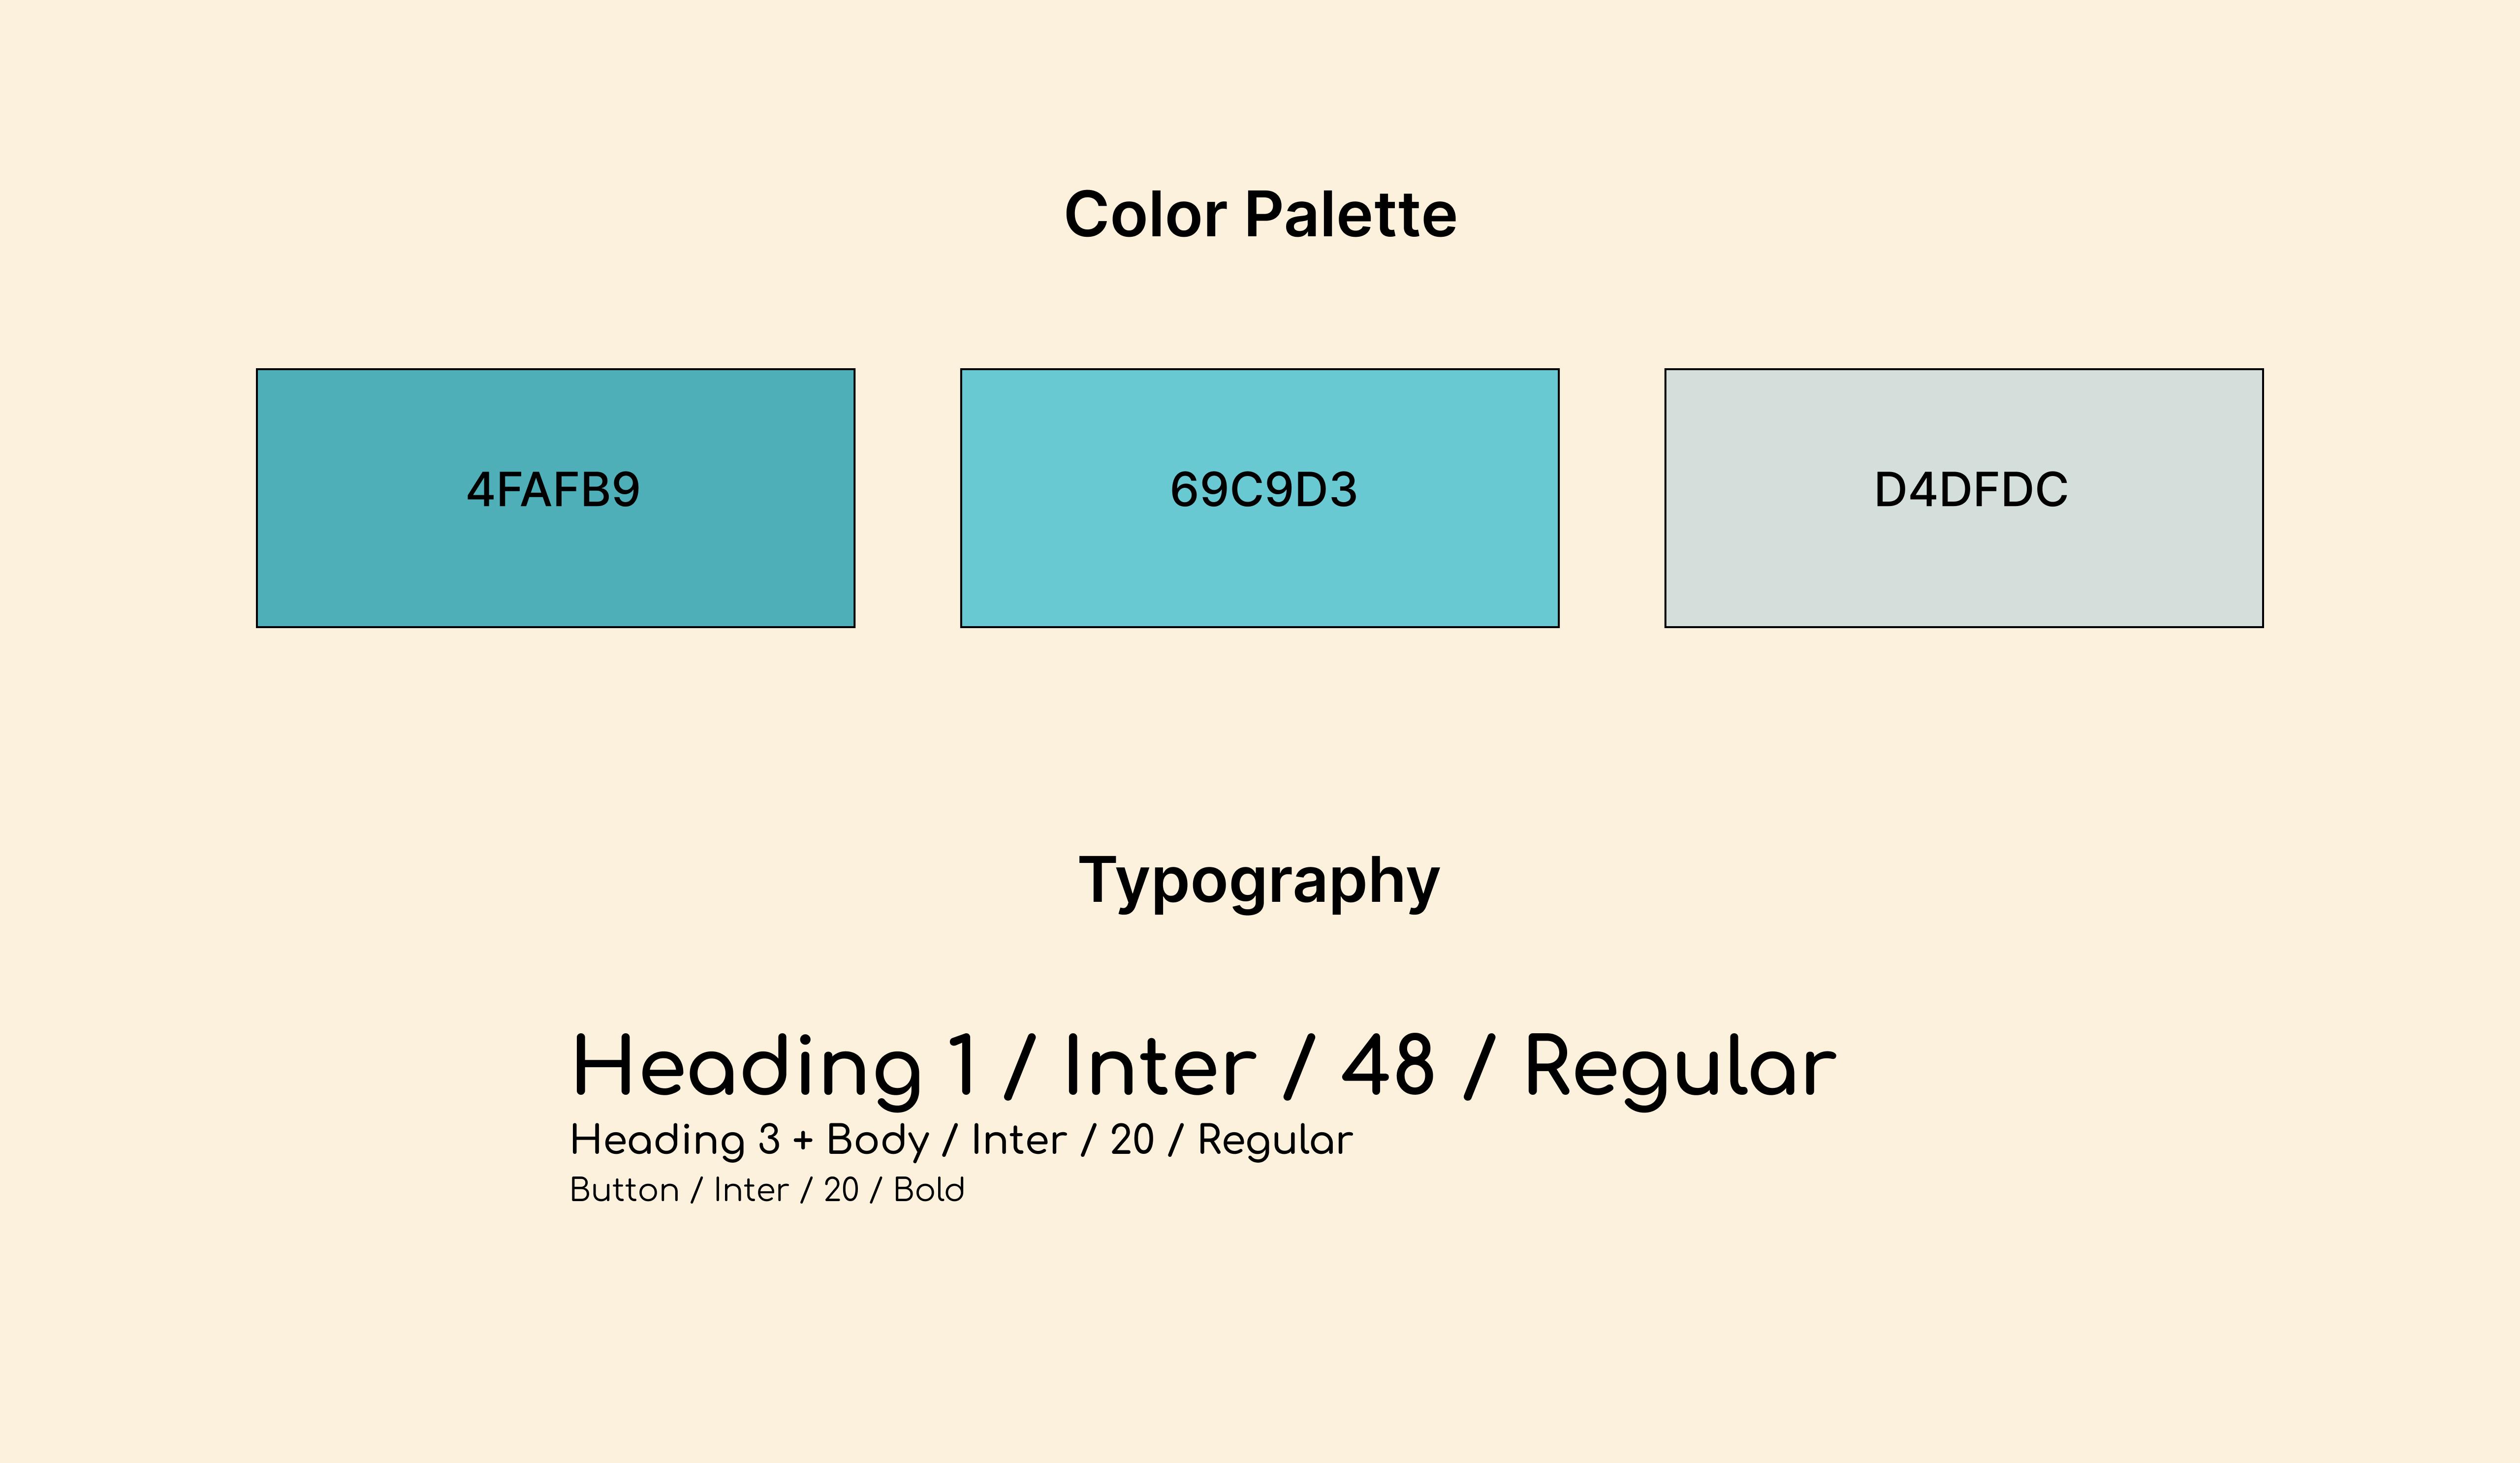 Color Palette
4FAFB9
69C9D3
D4DFDC
Typography
Heading 1 / Inter / 48 / Regular
Heading 3 + Body / Inter / 20 / Regular
Button / Inter / 20 / Bold